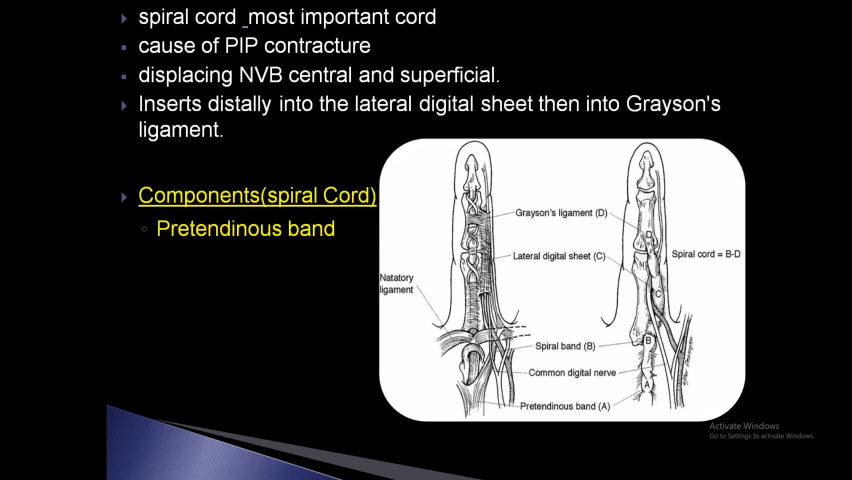 spiral cord _most important cord
cause of PIP contracture
displacing NVB central and superficial.
Inserts distally into the lateral digital sheet then into Grayson's
ligament.
Components(spiral Cord)
Pretendinous band
Grayson's ligament (D)
Lateral digital sheet (C)
Natatory
ligament
Spiral band (B)
Common digital nerve
Pretendinous band (A)
D
C
B
A
Spiral cord = B-D
Activate Windows
Go to Settings to activate Windows.